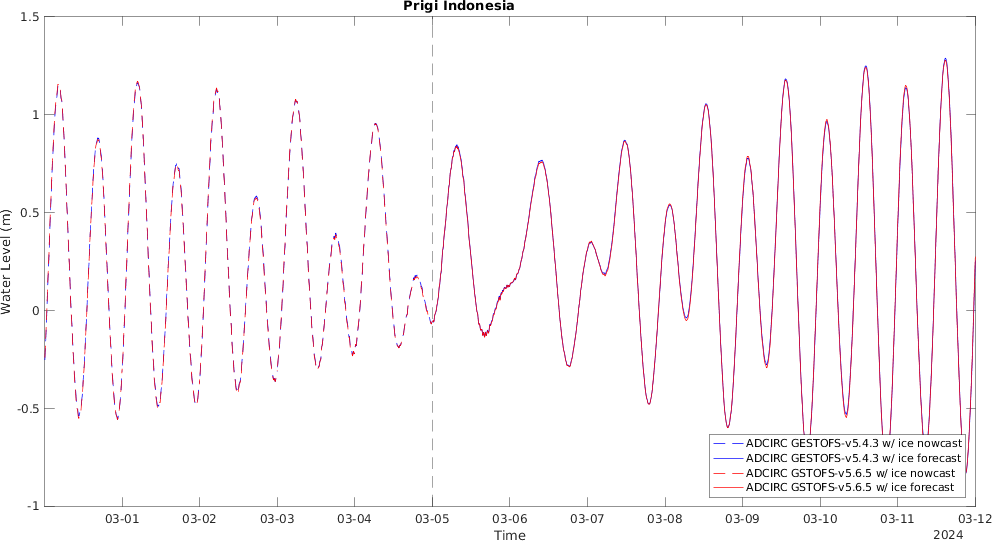 Prigi Indonesia
1.5
1
0.5
0
-0.5
-1
Water Level (m)
03-01 03-02 03-03 03-04 03-05 03-06 03-07 03-08 03-09 03-10 03-11 03-12
Time
2024
ADCIRC GESTOFS-v5.4.3 w/ ice nowcast
ADCIRC GESTOFS-v5.4.3 w/ ice forecast
ADCIRC GSTOFS-v5.6.5 w/ ice nowcast
ADCIRC GSTOFS-v5.6.5 w/ ice forecast